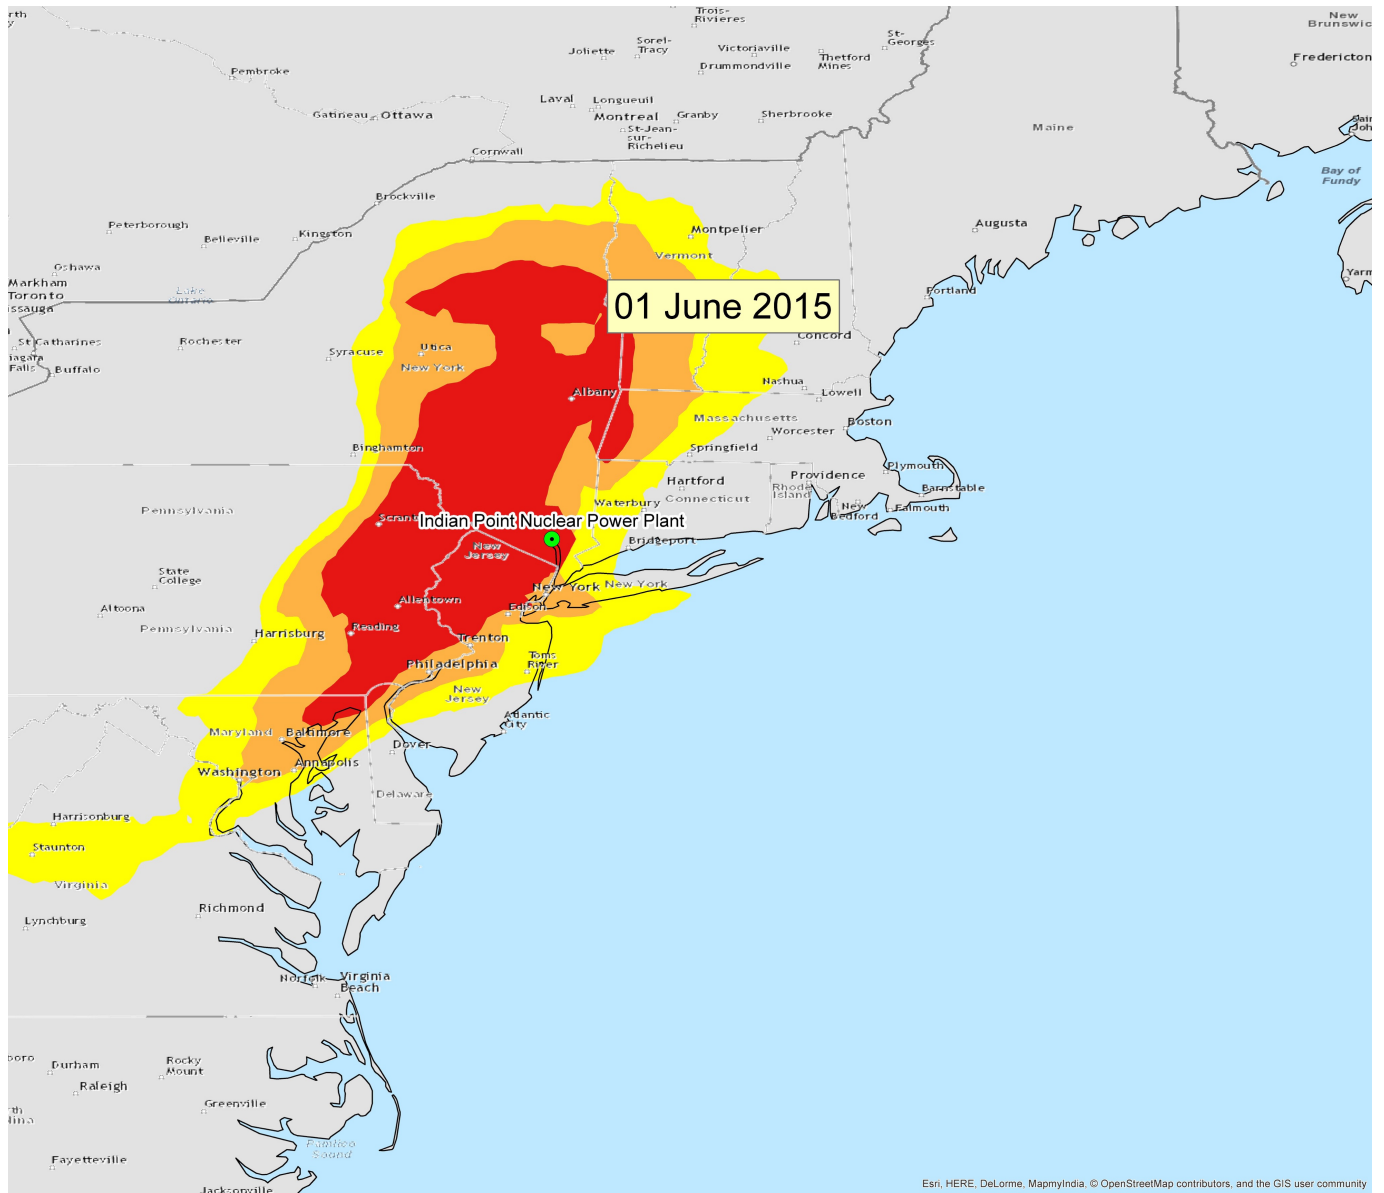 Trois-
Rivieres
New
Brunswic
Joliette
Sorel-
Tracy
Victoriaville
St-
Georges
Drummondville
Thetford
Mines
Fredericton
Pembroke
Laval
Longueuil
Gatineau
Ottawa
Montreal
Granby
Sherbrooke
St-Jean-
sur-
Richelieu
Maine
Cornwall
Bay of
Fundy
Brockville
Peterborough
Belleville
Kingston
Montpelier
Augusta
Vermont
Oshawa
Markham
Toronto
issauga
Lake
Ontario
Yarm
Portland
01 June 2015
Concord
St Catharines
Rochester
Syracuse
Utica
New York
iagara
Falls
Buffalo
Nashua
Lowell
Albany
Massachusetts
Boston
Worcester
Binghamton
Springfield
Plymouth
Hartford
Providence
Rhode
Island
Barnstable
Connecticut
Waterbury
New
Bedford
Falmouth
Pennsylvania
Scrant
Indian Point Nuclear Power Plant
Bridgeport
New
Jersey
State
College
New York
New York
Altoona
Allentown
Edison
Pennsylvania
Harrisburg
Reading
Trenton
Philadelphia
Toms
River
New
Jersey
Atlantic
City
Maryland
Baltimore
Dover
Washington
Annapolis
Delaware
Harrisonburg
Staunton
Virginia
Richmond
Lynchburg
Norfolk
Virginia
Beach
boro
Durham
Rocky
Mount
Raleigh
Greenville
Pamlico
Sound
Fayetteville
Jacksonville
Esri, HERE, DeLorme, MapmyIndia, © OpenStreetMap contributors, and the GIS user community